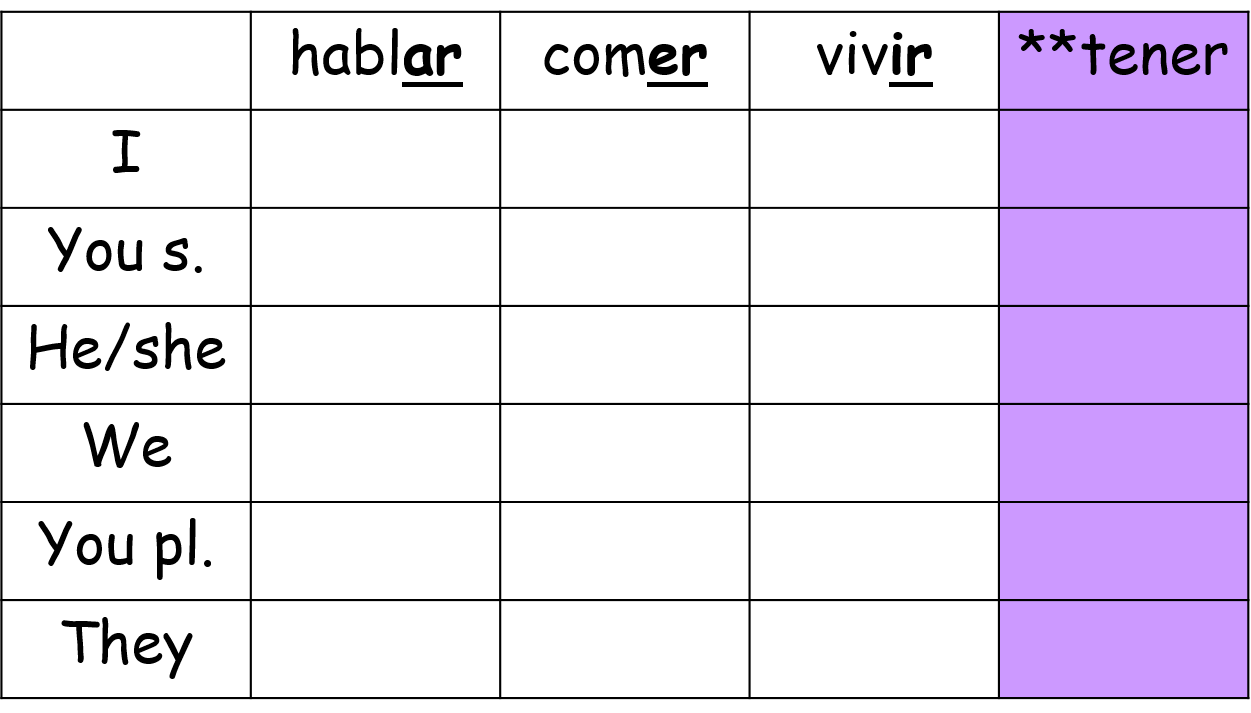 hablar comer vivir **tener
I
You s.
He/she
We
You pl.
They